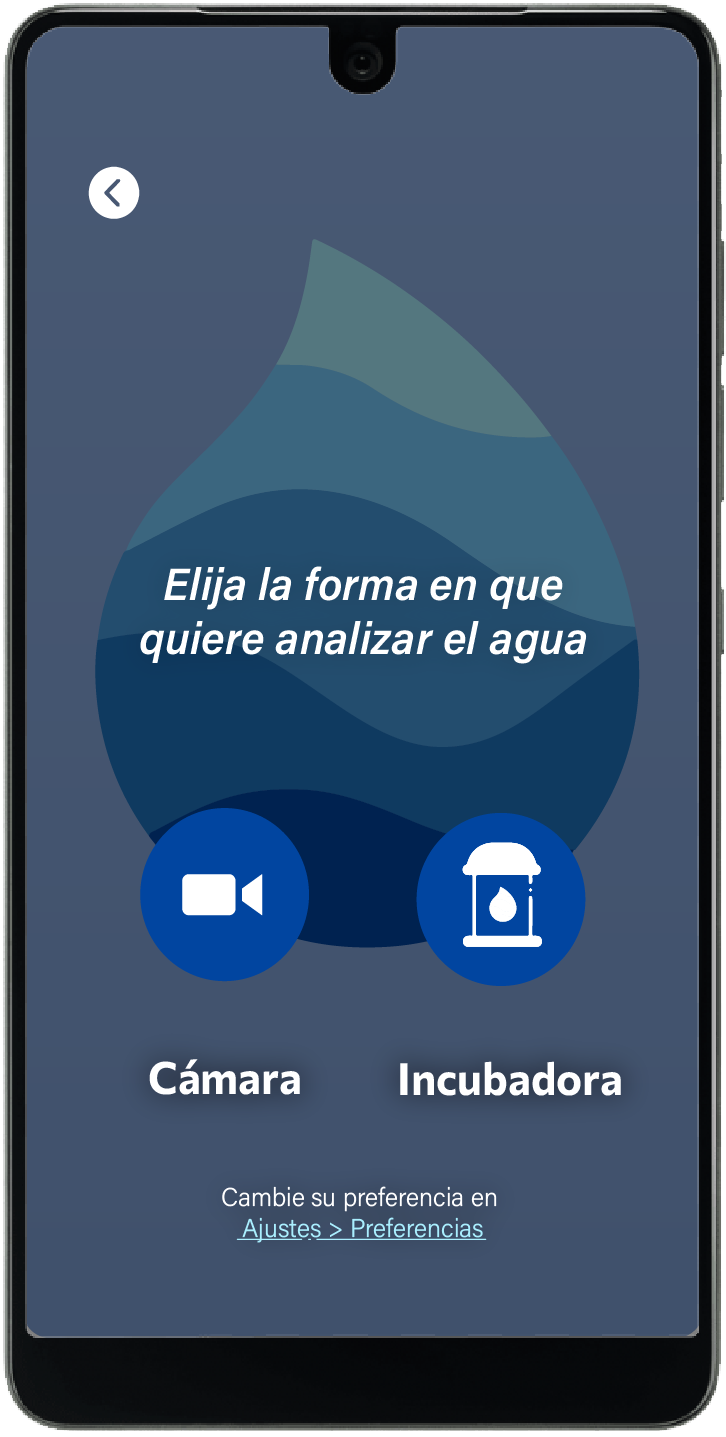 Elija la forma en que
quiere analizar el agua
Cámara
Incubadora
Cambie su preferencia en
Ajustes > Preferencias